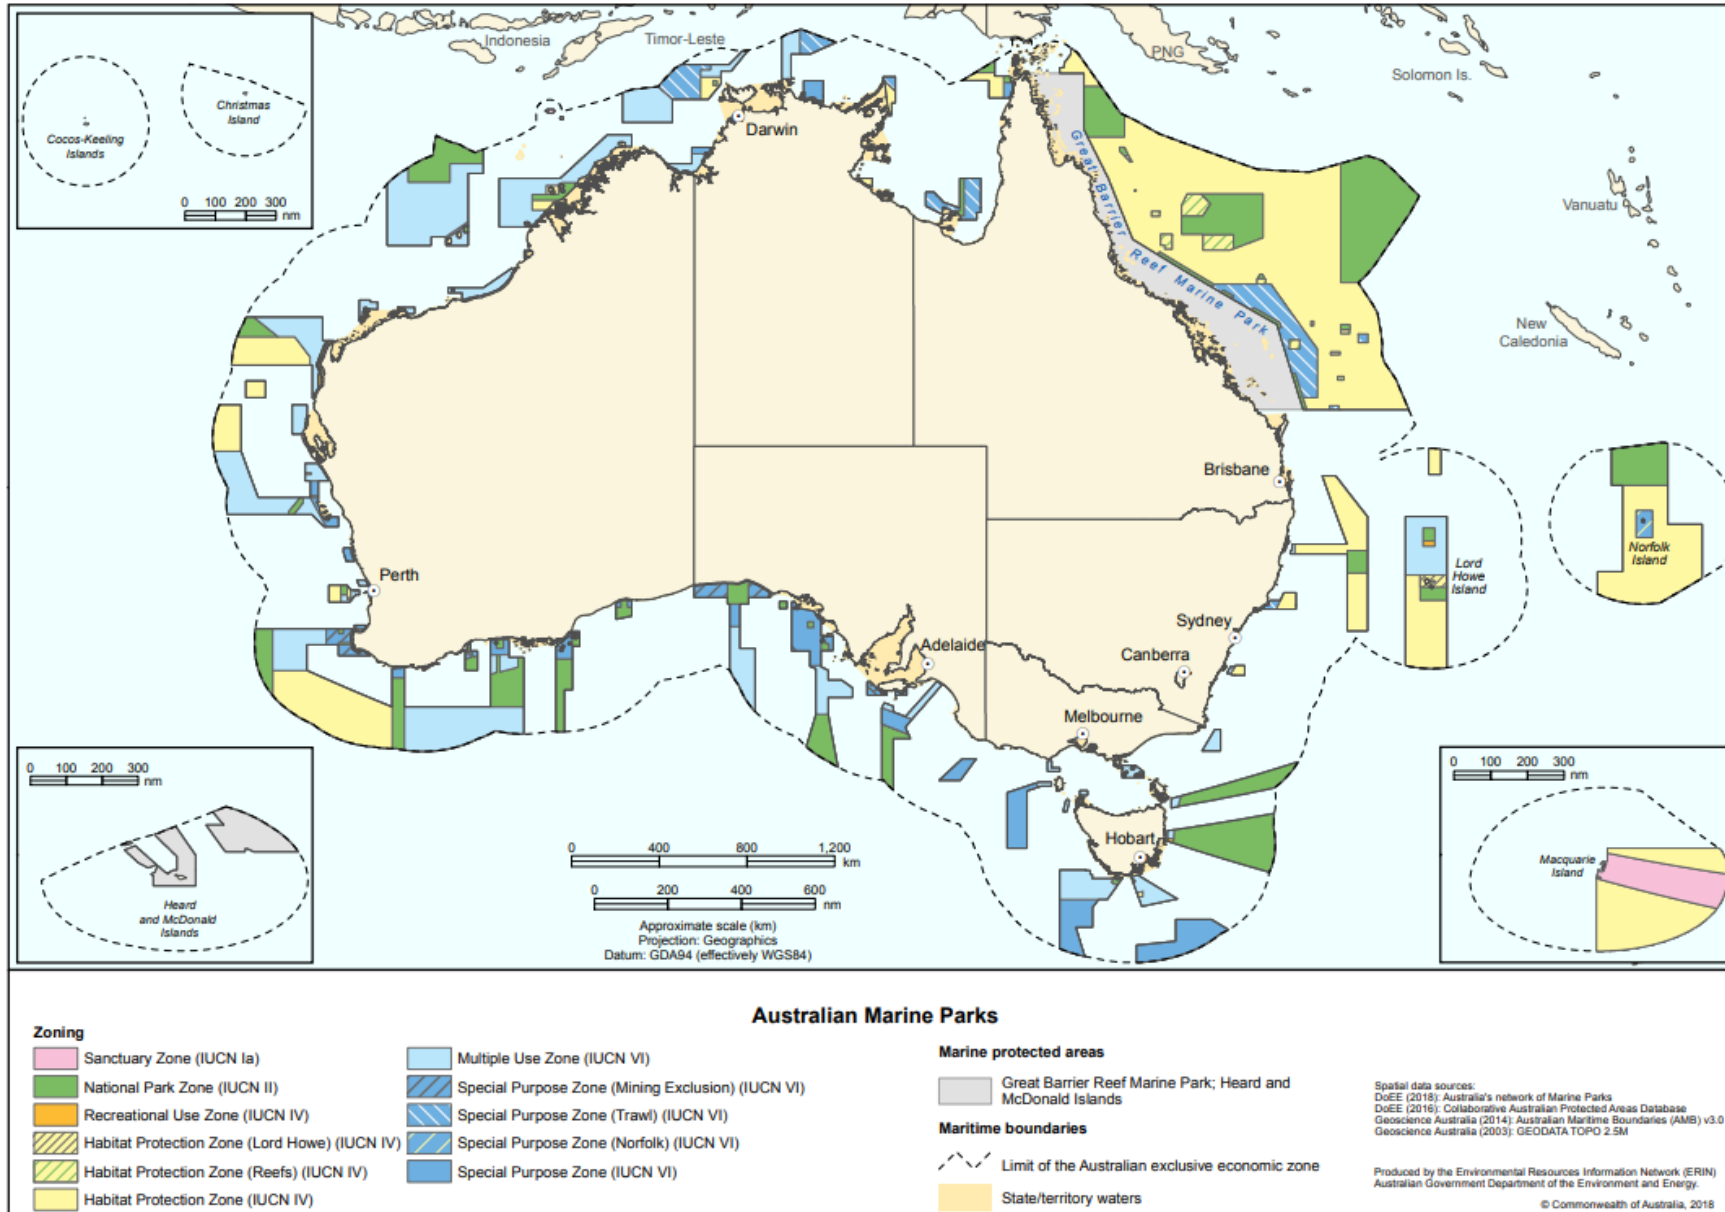 Indonesia
Timor-Leste
PNG
Solomon Is.
Vanuatu
New
Caledonia
Cocos-Keeling
Islands
Christmas
Island
0 100 200 300
nm
Darwin
Great Barrier Reef Marine Park
Brisbane
Perth
Adelaide
Sydney
Canberra
Melbourne
Hobart
Lord
Howe
Island
Norfolk
Island
0 100 200 300
nm
Heard
and McDonald
Islands
0 400 800 1,200
km
0 200 400 600
nm
Approximate scale (km)
Projection: Geographics
Datum: GDA94 (effectively WGS84)
0 100 200 300
nm
Macquarie
Island
Australian Marine Parks
Zoning
Sanctuary Zone (IUCN Ia)
National Park Zone (IUCN II)
Recreational Use Zone (IUCN IV)
Habitat Protection Zone (Lord Howe) (IUCN IV)
Habitat Protection Zone (Reefs) (IUCN IV)
Habitat Protection Zone (IUCN IV)
Multiple Use Zone (IUCN VI)
Special Purpose Zone (Mining Exclusion) (IUCN VI)
Special Purpose Zone (Trawl) (IUCN VI)
Special Purpose Zone (Norfolk) (IUCN VI)
Special Purpose Zone (IUCN VI)
Marine protected areas
Great Barrier Reef Marine Park; Heard and
McDonald Islands
Maritime boundaries
Limit of the Australian exclusive economic zone
State/territory waters
Spatial data sources:
DoEE (2018): Australia's network of Marine Parks
DoEE (2016): Collaborative Australian Protected Areas Database
Geoscience Australia (2014): Australian Maritime Boundaries (AMB) v3.0
Geoscience Australia (2003): GEODATA TOPO 2.5M
Produced by the Environmental Resources Information Network (ERIN)
Australian Government Department of the Environment and Energy.
© Commonwealth of Australia, 2018